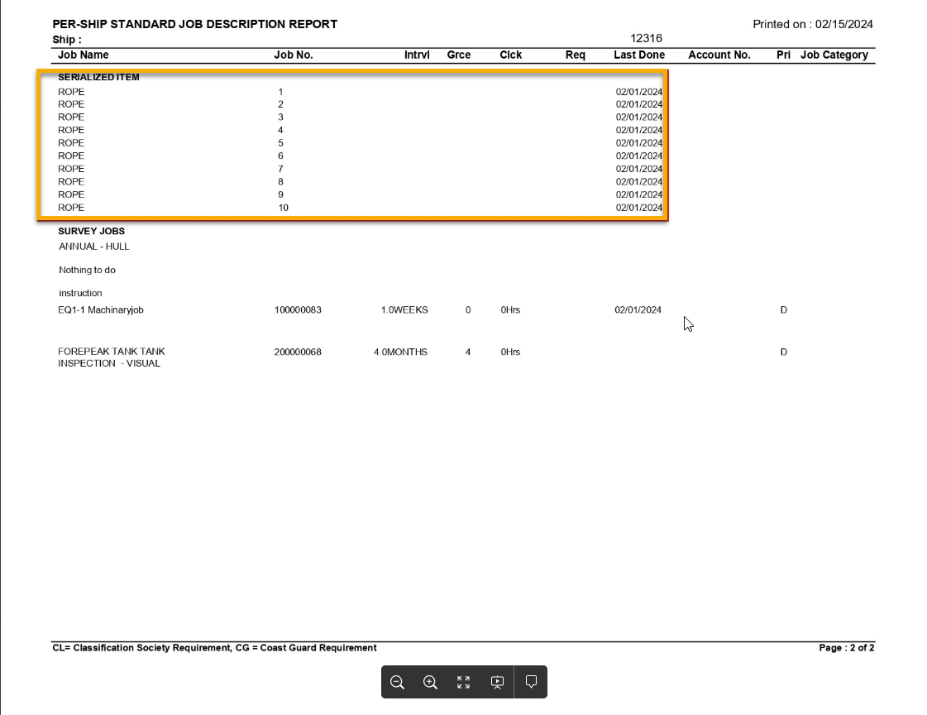 PER-SHIP STANDARD JOB DESCRIPTION REPORT Printed on : 02/15/2024
Ship : 12316
Job Name Job No. Intrvl Grce Clck Req Last Done Account No. Pri Job Category
SERIALIZED ITEM
ROPE 1 02/01/2024
ROPE 2 02/01/2024
ROPE 3 02/01/2024
ROPE 4 02/01/2024
ROPE 5 02/01/2024
ROPE 6 02/01/2024
ROPE 7 02/01/2024
ROPE 8 02/01/2024
ROPE 9 02/01/2024
ROPE 10 02/01/2024
SURVEY JOBS
ANNUAL - HULL
Nothing to do
instruction
EQ1-1 Machinaryjob 100000083 1.0WEEKS 0 0Hrs 02/01/2024 D
FOREPEAK TANK TANK 200000068 4.0MONTHS 4 0Hrs D
INSPECTION - VISUAL
CL= Classification Society Requirement, CG = Coast Guard Requirement Page : 2 of 2